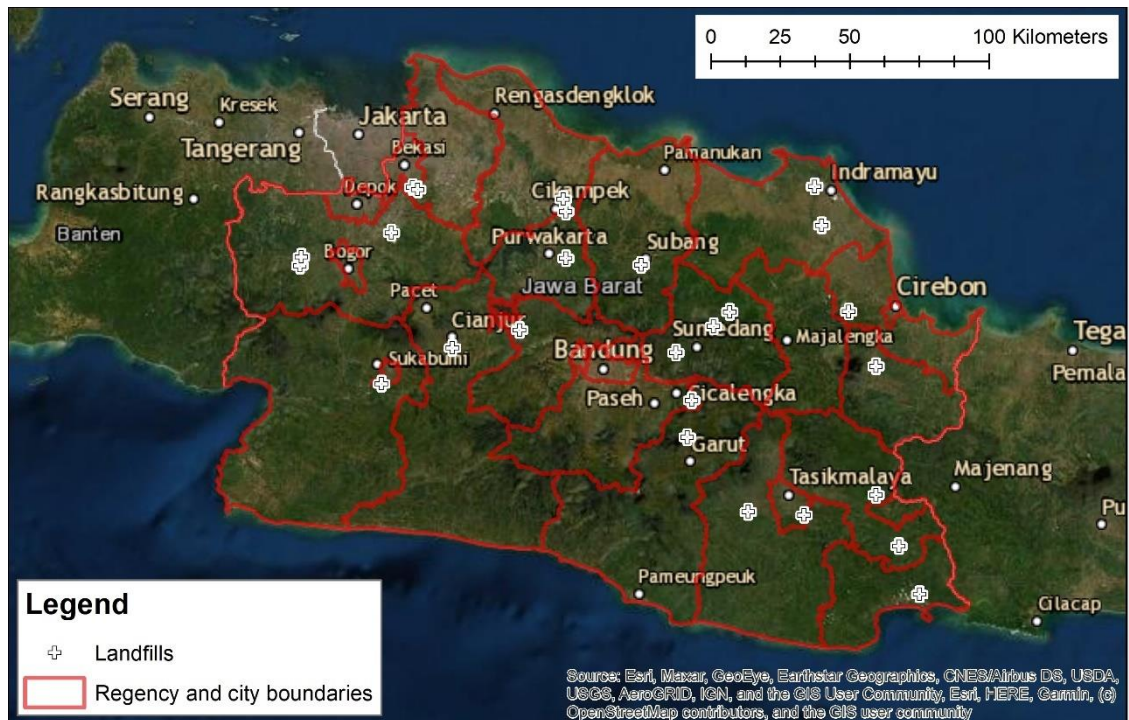 0 25 50 100 Kilometers
Serang
Kresek
Rengasdengklok
Jakarta
Tangerang
Bekasi
Pamanukan
Indramayu
Rangkasbitung
Depok
Cikampek
Banten
Purwakarta
Subang
Bogor
Jawa Barat
Pacet
Cirebon
Cianjur
Sumedang
Majalengka
Tega
Bandung
Sukabumi
Pemala
Paseh
Cicalengka
Garut
Tasikmalaya
Majenang
Pu
Pameungpeuk
Cilacap
Legend
Landfills
Regency and city boundaries
Source: Esri, Maxar, GeoEye, Earthstar Geographics, CNES/Airbus DS, USDA,
USGS, AeroGRID, IGN, and the GIS User Community, Esri, HERE, Garmin, (c)
OpenStreetMap contributors, and the GIS user community